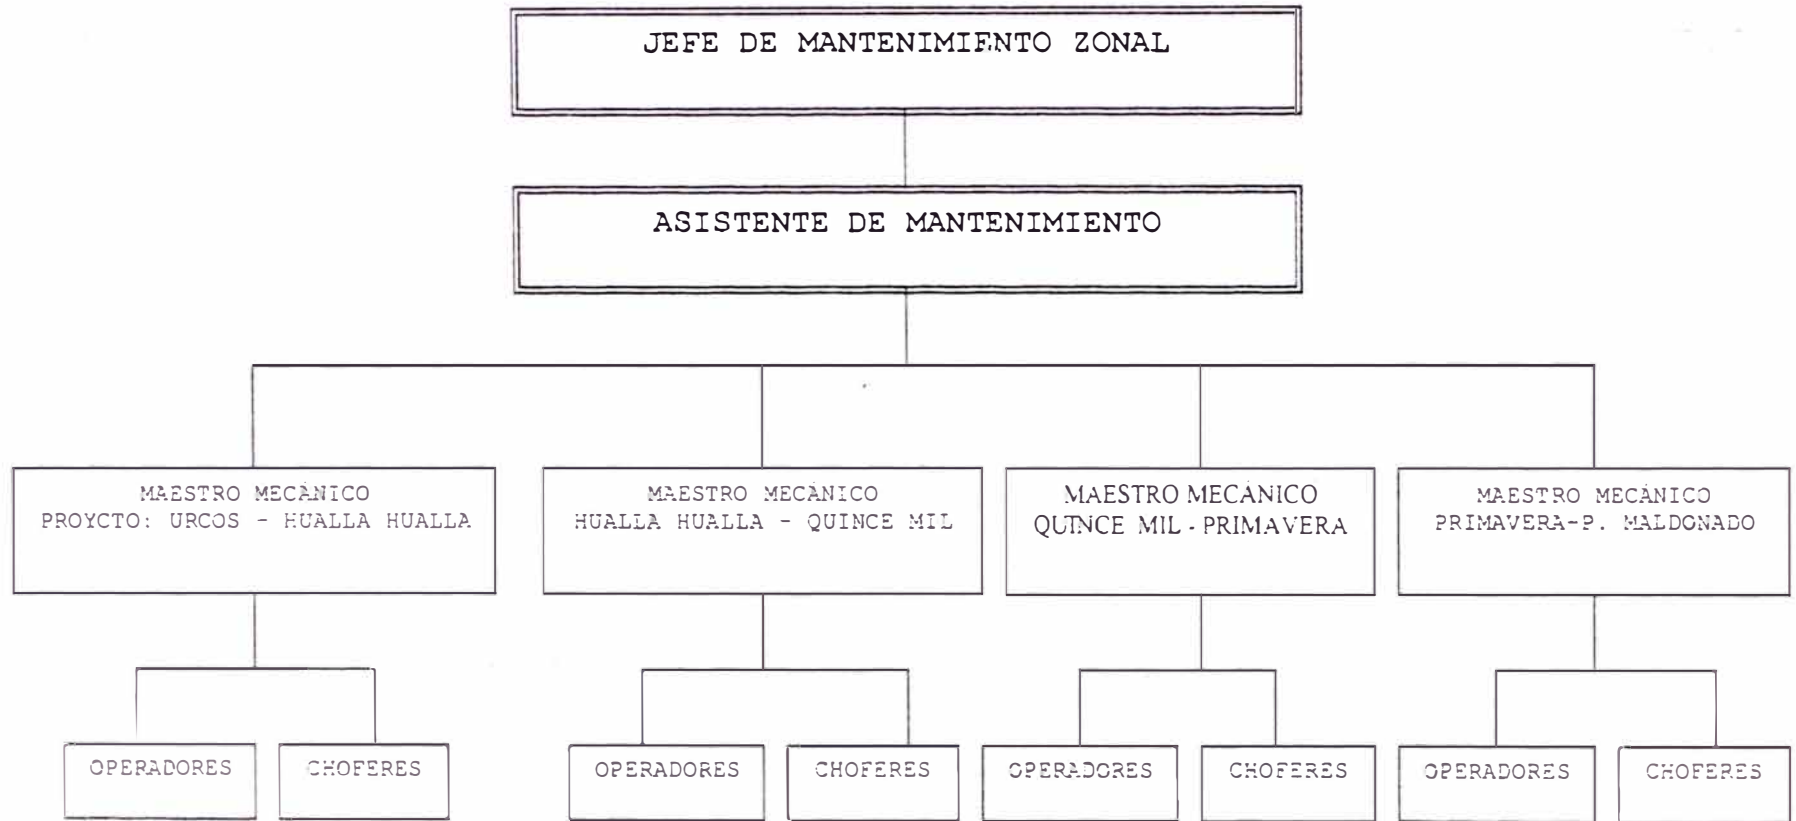 JEFE DE MANTENIMIENTO ZONAL
ASISTENTE DE MANTENIMIENTO
MAESTRO MECÁNICO
PROYCTO: URCOS - HUALLA HUALLA
MAESTRO MECÁNICO
HUALLA HUALLA - QUINCE MIL
MAESTRO MECÁNICO
QUINCE MIL - PRIMAVERA
MAESTRO MECÁNICO
PRIMAVERA-P. MALDONADO
OPERADORES
CHOFERES
OPERADORES
CHOFERES
OPERADORES
CHOFERES
OPERADORES
CHOFERES